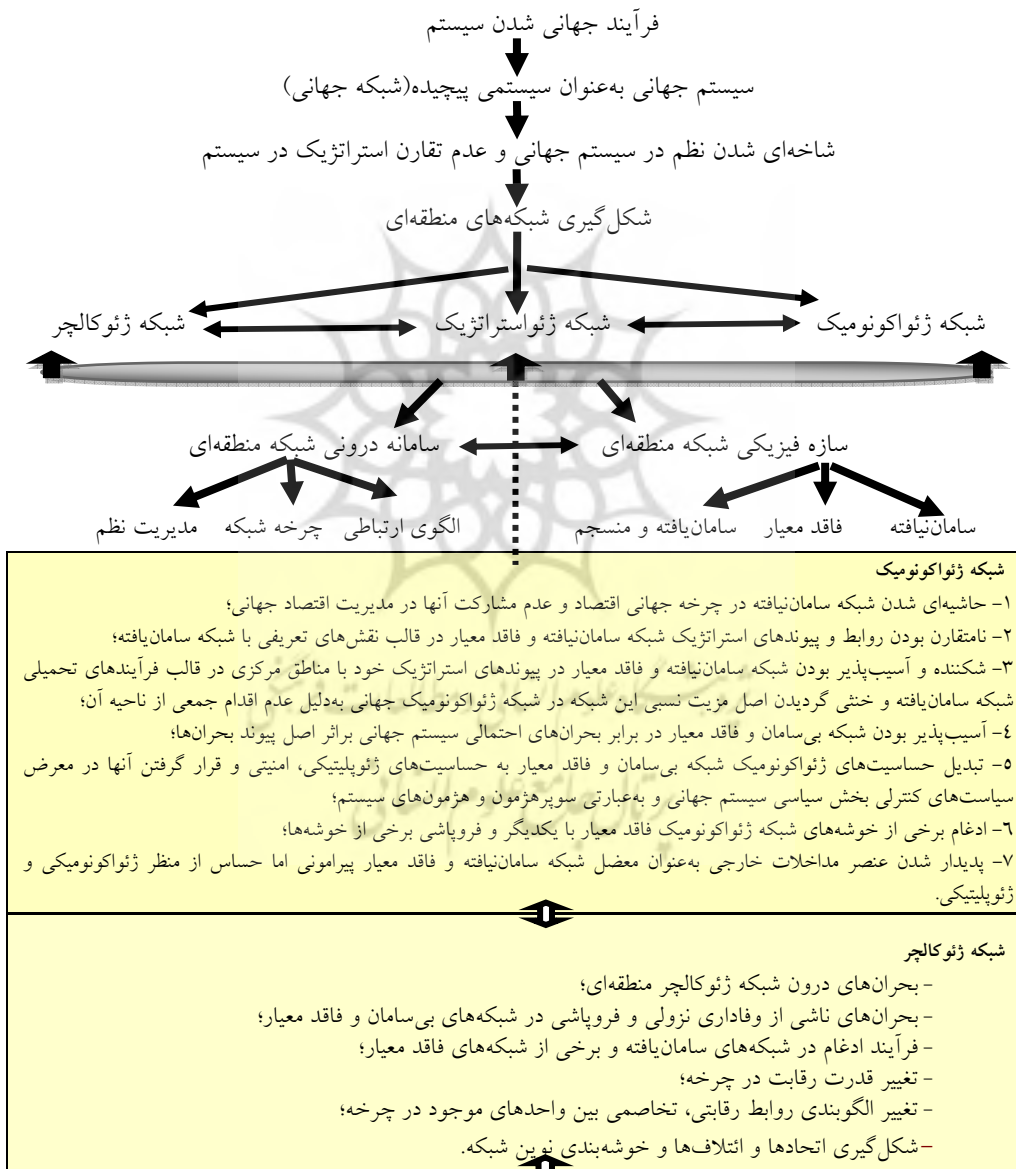 فرآیند جهانی شدن سیستم
سیستم جهانی به‌عنوان سیستمی پیچیده(شبکه جهانی)
شاخه‌ای شدن نظم در سیستم جهانی و عدم تقارن استراتژیک در سیستم
شکل‌گیری شبکه‌های منطقه‌ای
شبکه ژئواکونومیک شبکه ژئواستراتژیک شبکه ژئوکالچر
سازه فیزیکی شبکه منطقه‌ای سامانه درونی شبکه منطقه‌ای
سامان‌نیافته فاقد معیار سامان‌یافته و منسجم الگوی ارتباطی چرخه شبکه مدیریت نظم
شبکه ژئواکونومیک
۱- حاشیه‌ای شدن شبکه سامان‌نیافته در چرخه جهانی اقتصاد و عدم مشارکت آنها در مدیریت اقتصاد جهانی؛
۲- نامتقارن بودن روابط و پیوندهای استراتژیک شبکه سامان‌نیافته و فاقد معیار در قالب نقش‌های تعریفی با شبکه سامان‌یافته؛
۳- شکننده و آسیب‌پذیر بودن شبکه سامان‌نیافته و فاقد معیار در پیوندهای استراتژیک خود با مناطق مرکزی در قالب فرآیندهای تحمیلی
شبکه سامان‌یافته و خنثی گردیدن اصل مزیت نسبی این شبکه در شبکه ژئواکونومیک جهانی به‌دلیل عدم اقدام جمعی از ناحیه آن؛
٤- آسیب‌پذیر بودن شبکه بی‌سامان و فاقد معیار در برابر بحران‌های احتمالی سیستم جهانی براثر اصل پیوند بحران‌ها؛
٥- تبدیل حساسیت‌های ژئواکونومیک شبکه بی‌سامان و فاقد معیار به حساسیت‌های ژئوپلیتیکی، امنیتی و قرار گرفتن آنها در معرض
سیاست‌های کنترلی بخش سیاسی سیستم جهانی و به‌عبارتی سوپرهژمون و هژمون‌های سیستم؛
٦- ادغام برخی از خوشه‌های شبکه ژئواکونومیک فاقد معیار با یکدیگر و فروپاشی برخی از خوشه‌ها؛
۷- پدیدار شدن عنصر مداخلات خارجی به‌عنوان معضل شبکه سامان‌نیافته و فاقد معیار پیرامونی اما حساس از منظر ژئواکونومیکی و
ژئوپلیتیکی.
شبکه ژئوکالچر
- بحران‌های درون شبکه ژئوکالچر منطقه‌ای؛
- بحران‌های ناشی از وفاداری نزولی و فروپاشی در شبکه‌های بی‌سامان و فاقد معیار؛
- فرآیند ادغام در شبکه‌های سامان‌یافته و برخی از شبکه‌های فاقد معیار؛
- تغییر قدرت رقابت در چرخه؛
- تغییر الگوبندی روابط رقابتی، تخاصمی بین واحدهای موجود در چرخه؛
- شکل‌گیری اتحادها و ائتلاف‌ها و خوشه‌بندی نوین شبکه.
پژوهشگاه علوم انسانی و مطالعات فرهنگی
پرتال جامع علوم انسانی